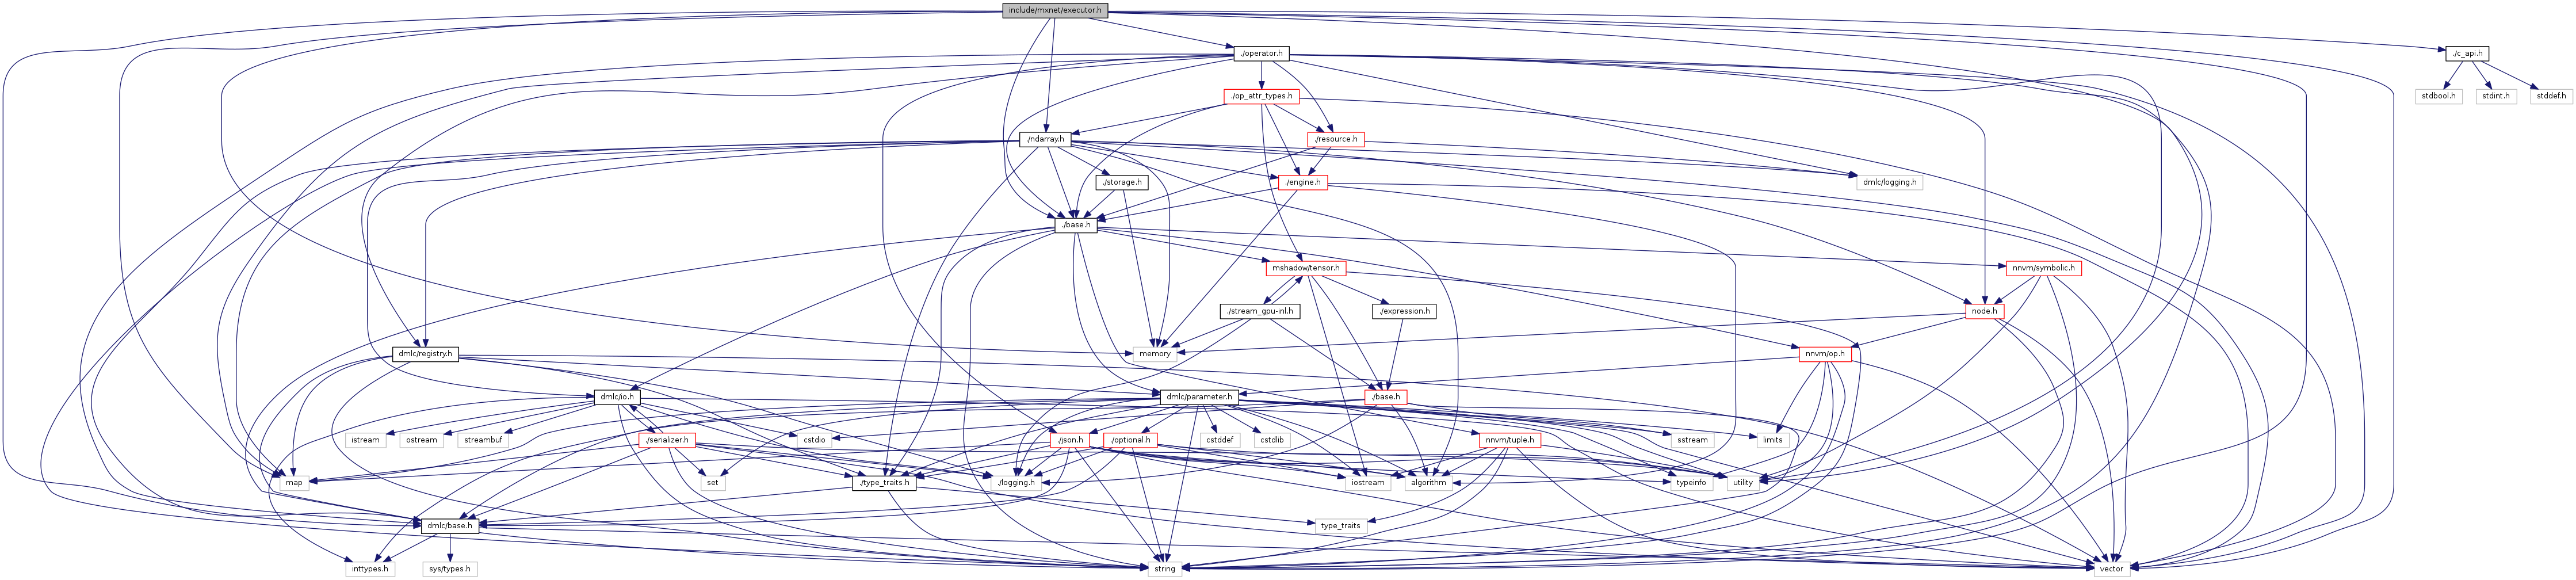 include/mxnet/executor.h
./operator.h
./c_api.h
./op_attr_types.h
stdbool.h
stdint.h
stddef.h
./ndarray.h
./resource.h
./storage.h
./engine.h
dmlc/logging.h
./base.h
mshadow/tensor.h
nnvm/symbolic.h
./stream_gpu-inl.h
./expression.h
node.h
dmlc/registry.h
memory
nnvm/op.h
dmlc/io.h
dmlc/parameter.h
./base.h
istream
ostream
streambuf
cstdio
./serializer.h
./json.h
./optional.h
cstddef
cstdlib
nnvm/tuple.h
sstream
limits
map
set
./type_traits.h
./logging.h
iostream
algorithm
typeinfo
utility
dmlc/base.h
type_traits
inttypes.h
sys/types.h
string
vector